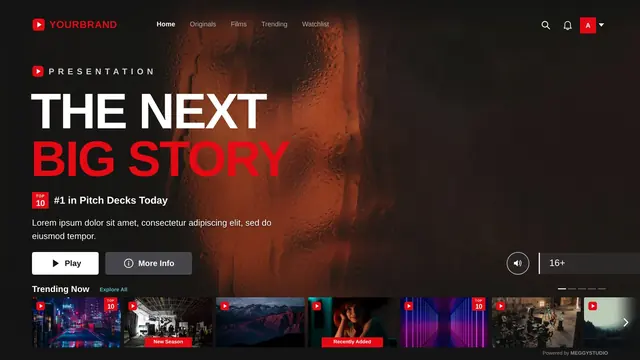 YOURBRAND
Home Originals Films Trending Watchlist
A
PRESENTATION
THE NEXT
BIG STORY
TOP
10
#1 in Pitch Decks Today
Lorem ipsum dolor sit amet, consectetur adipiscing elit, sed do
eiusmod tempor.
Play
More Info
16+
Trending Now
Explore All
TOP
10
New Season
Recently Added
TOP
10
Powered by MEGGYSTUDIO